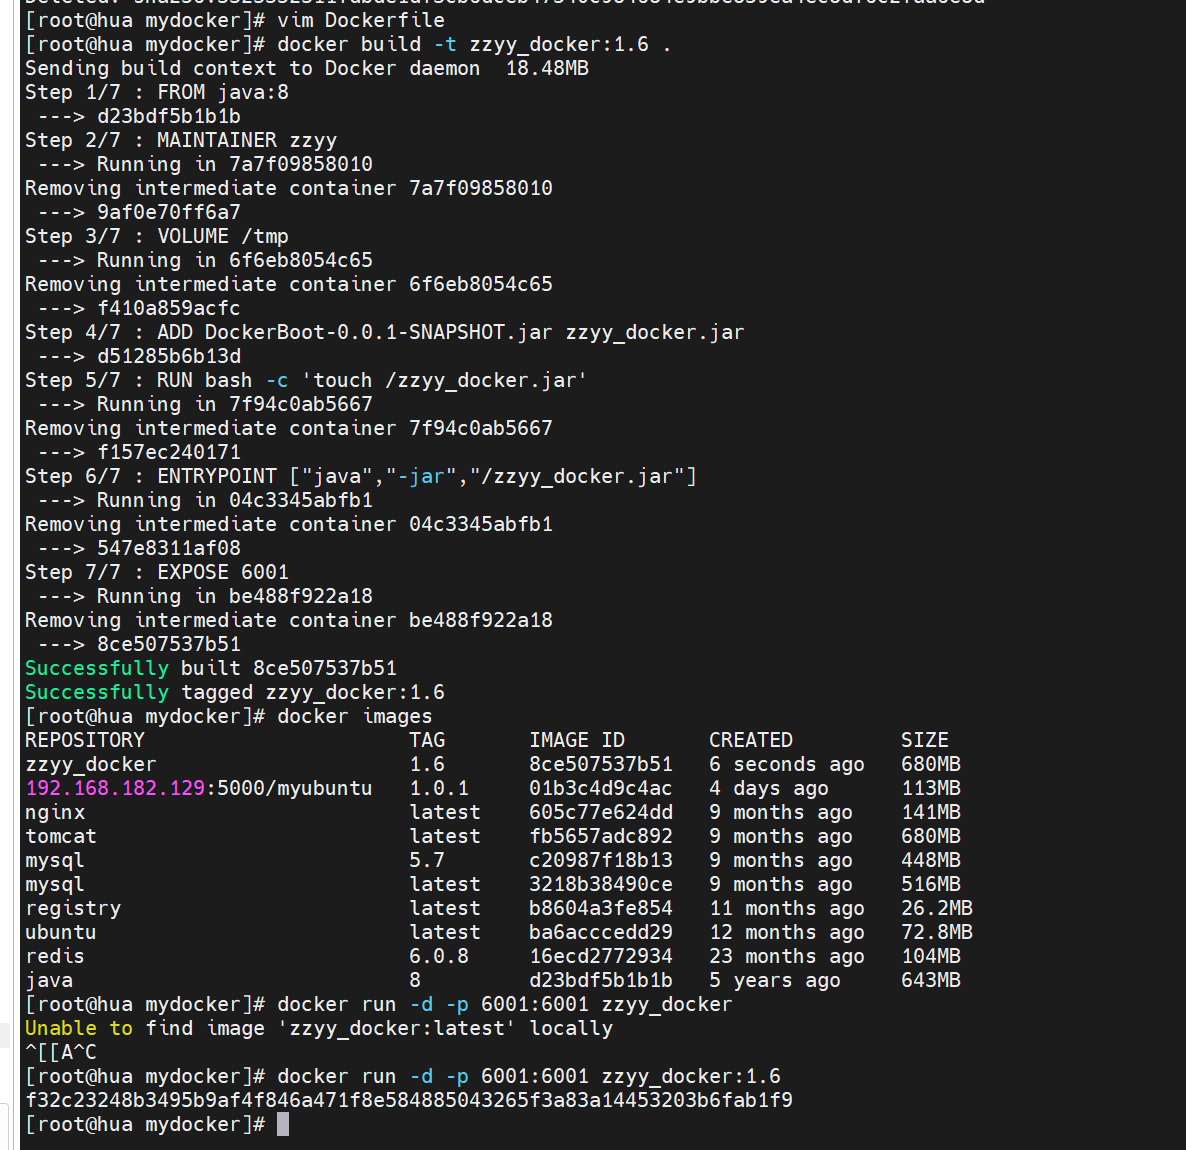 [root@hua mydocker]# vim Dockerfile
[root@hua mydocker]# docker build -t zzyy_docker:1.6 .
Sending build context to Docker daemon  18.48MB
Step 1/7 : FROM java:8
 ---> d23bdf5b1b1b
Step 2/7 : MAINTAINER zzyy
 ---> Running in 7a7f09858010
Removing intermediate container 7a7f09858010
 ---> 9af0e70ff6a7
Step 3/7 : VOLUME /tmp
 ---> Running in 6f6eb8054c65
Removing intermediate container 6f6eb8054c65
 ---> f410a859acfc
Step 4/7 : ADD DockerBoot-0.0.1-SNAPSHOT.jar zzyy_docker.jar
 ---> d51285b6b13d
Step 5/7 : RUN bash -c 'touch /zzyy_docker.jar'
 ---> Running in 7f94c0ab5667
Removing intermediate container 7f94c0ab5667
 ---> f157ec240171
Step 6/7 : ENTRYPOINT ["java","-jar","/zzyy_docker.jar"]
 ---> Running in 04c3345abfb1
Removing intermediate container 04c3345abfb1
 ---> 547e8311af08
Step 7/7 : EXPOSE 6001
 ---> Running in be488f922a18
Removing intermediate container be488f922a18
 ---> 8ce507537b51
Successfully built 8ce507537b51
Successfully tagged zzyy_docker:1.6
[root@hua mydocker]# docker images
REPOSITORY                      TAG       IMAGE ID       CREATED         SIZE
zzyy_docker                     1.6       8ce507537b51   6 seconds ago   680MB
192.168.182.129:5000/myubuntu   1.0.1     01b3c4d9c4ac   4 days ago      113MB
nginx                           latest    605c77e624dd   9 months ago    141MB
tomcat                          latest    fb5657adc892   9 months ago    680MB
mysql                           5.7       c20987f18b13   9 months ago    448MB
mysql                           latest    3218b38490ce   9 months ago    516MB
registry                        latest    b8604a3fe854   11 months ago   26.2MB
ubuntu                          latest    ba6acccedd29   12 months ago   72.8MB
redis                           6.0.8     16ecd2772934   23 months ago   104MB
java                            8         d23bdf5b1b1b   5 years ago     643MB
[root@hua mydocker]# docker run -d -p 6001:6001 zzyy_docker
Unable to find image 'zzyy_docker:latest' locally
^[[A^C
[root@hua mydocker]# docker run -d -p 6001:6001 zzyy_docker:1.6
f32c23248b3495b9af4f846a471f8e584885043265f3a83a14453203b6fab1f9
[root@hua mydocker]#